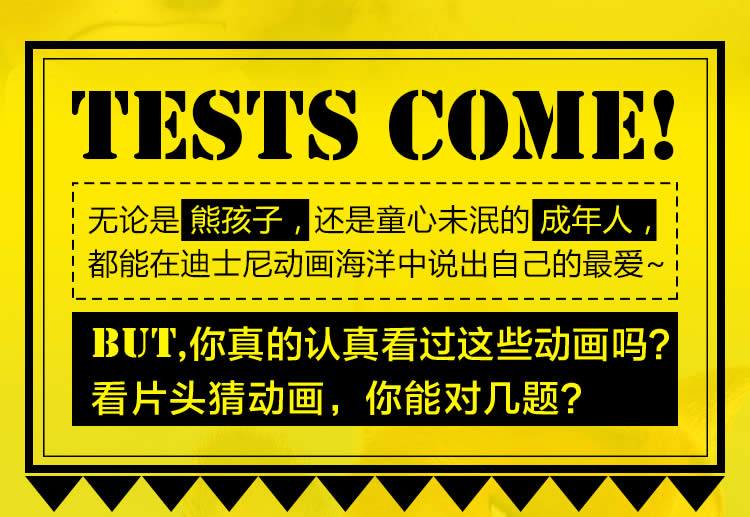 TESTS COME!
无论是 熊孩子，还是童心未泯的 成年人，
都能在迪士尼动画海洋中说出自己的最爱~
BUT,你真的认真看过这些动画吗？
看片头猜动画，你能对几题？